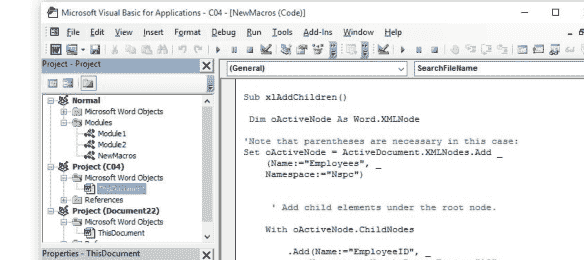 Microsoft Visual Basic for Applications - C04 - [NewMacros (Code)]
File Edit View Insert Format Debug Run Tools Add-Ins Window Help
Project - Project
Normal
Microsoft Word Objects
Modules
Module1
Module2
NewMacros
Project (C04)
Microsoft Word Objects
ThisDocument
References
Project (Document22)
Microsoft Word Objects
ThisDocument
Properties - ThisDocument
(General)
SearchFileName
Sub xlAddChildren()
Dim oActiveNode As Word.XMLNode
'Note that parentheses are necessary in this case:
Set oActiveNode = ActiveDocument.XMLNodes.Add _
(Name:="Employees", _
Namespace:="Nspc")
' Add child elements under the root node.
With oActiveNode.ChildNodes
.Add(Name:="EmployeeID", _